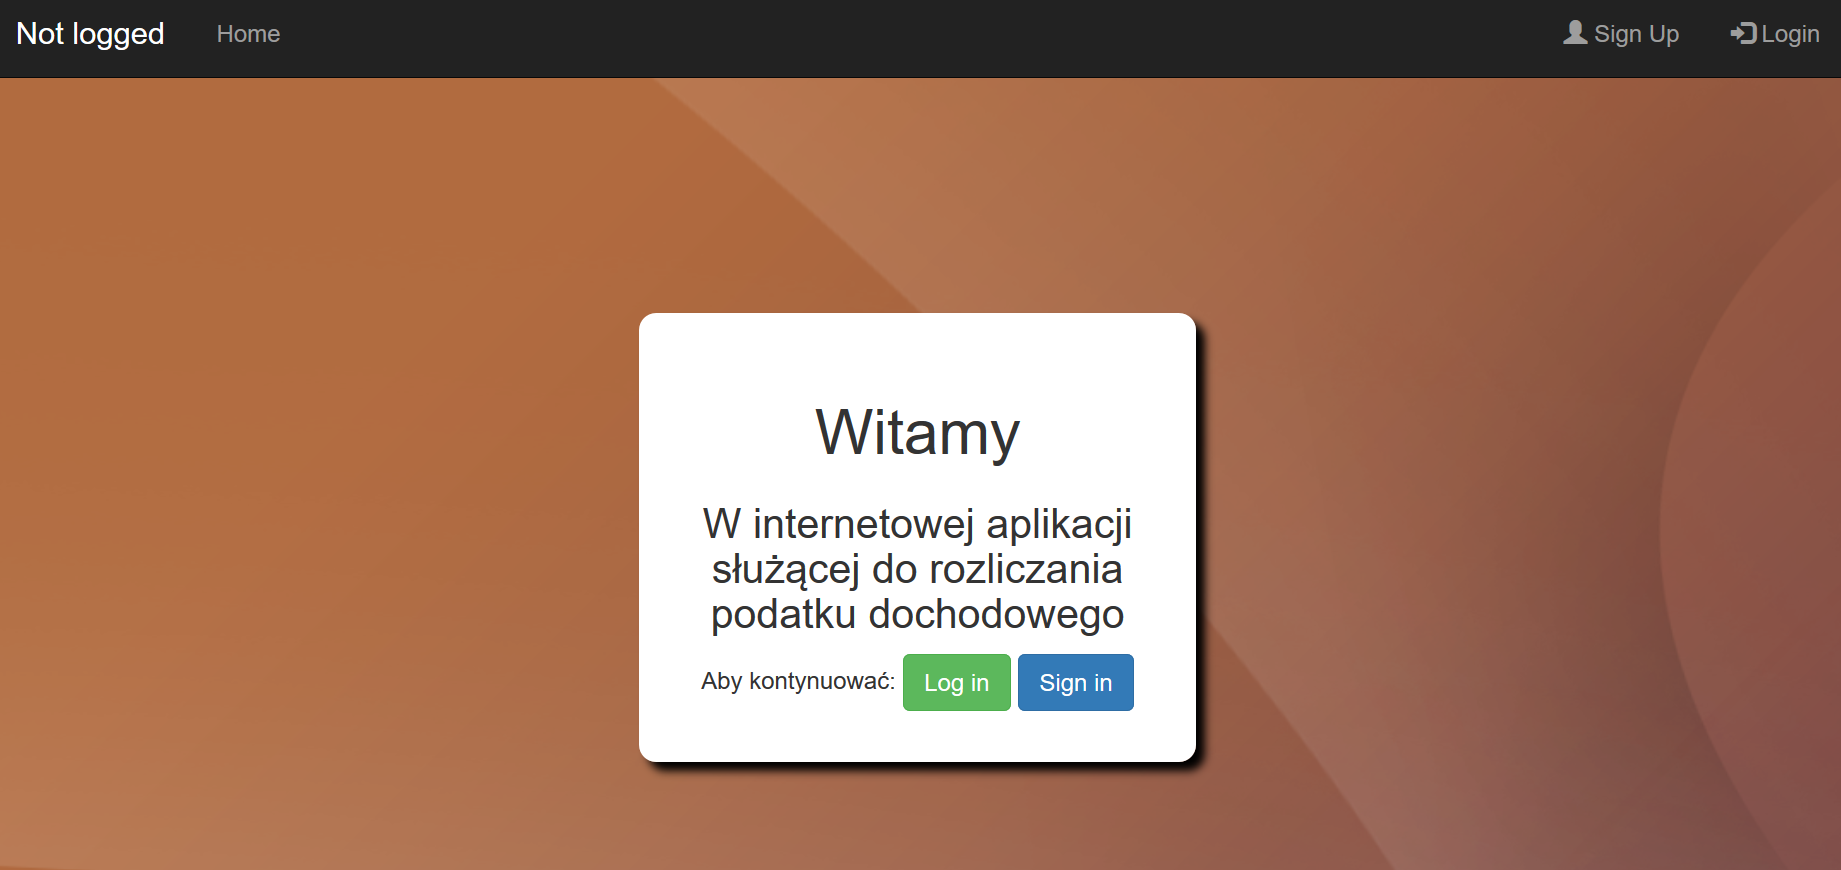 Not logged Home Sign Up Login
Witamy
W internetowej aplikacji
służącej do rozliczania
podatku dochodowego
Aby kontynuować: Log in Sign in